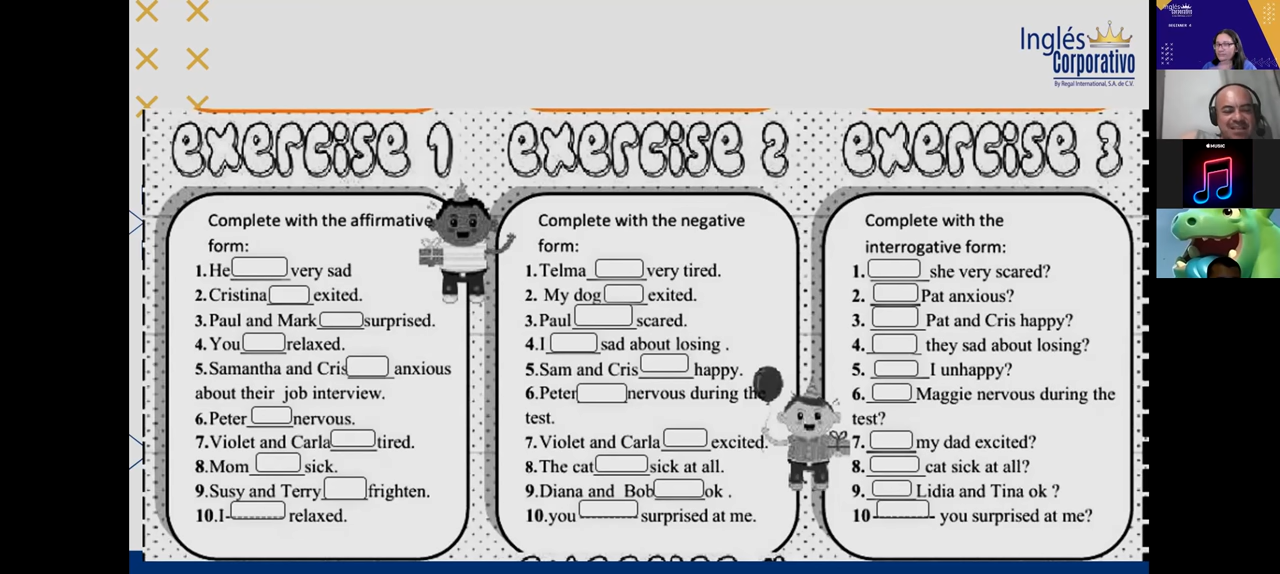 Inglés
Corporativo
By Regal International, S.A. de C.V.
exercise 1
Complete with the affirmative
form:
1.He very sad
2.Cristina exited.
3.Paul and Mark surprised.
4.You relaxed.
5.Samantha and Cris anxious
about their job interview.
6.Peter nervous.
7.Violet and Carla tired.
8.Mom sick.
9.Susy and Terry frighten.
10.I- relaxed.
exercise 2
Complete with the negative
form:
1.Telma very tired.
2. My dog exited.
3.Paul scared.
4.I sad about losing .
5.Sam and Cris happy.
6.Peter nervous during the
test.
7.Violet and Carla excited.
8.The cat sick at all.
9.Diana and Bob ok .
10.you surprised at me.
exercise 3
Complete with the
interrogative form:
1. she very scared?
2. Pat anxious?
3. Pat and Cris happy?
4. they sad about losing?
5. I unhappy?
6. Maggie nervous during the
test?
7. my dad excited?
8. cat sick at all?
9. Lidia and Tina ok ?
10 you surprised at me?
Inglés
Corporativo
BEGINNER A
MUSIC